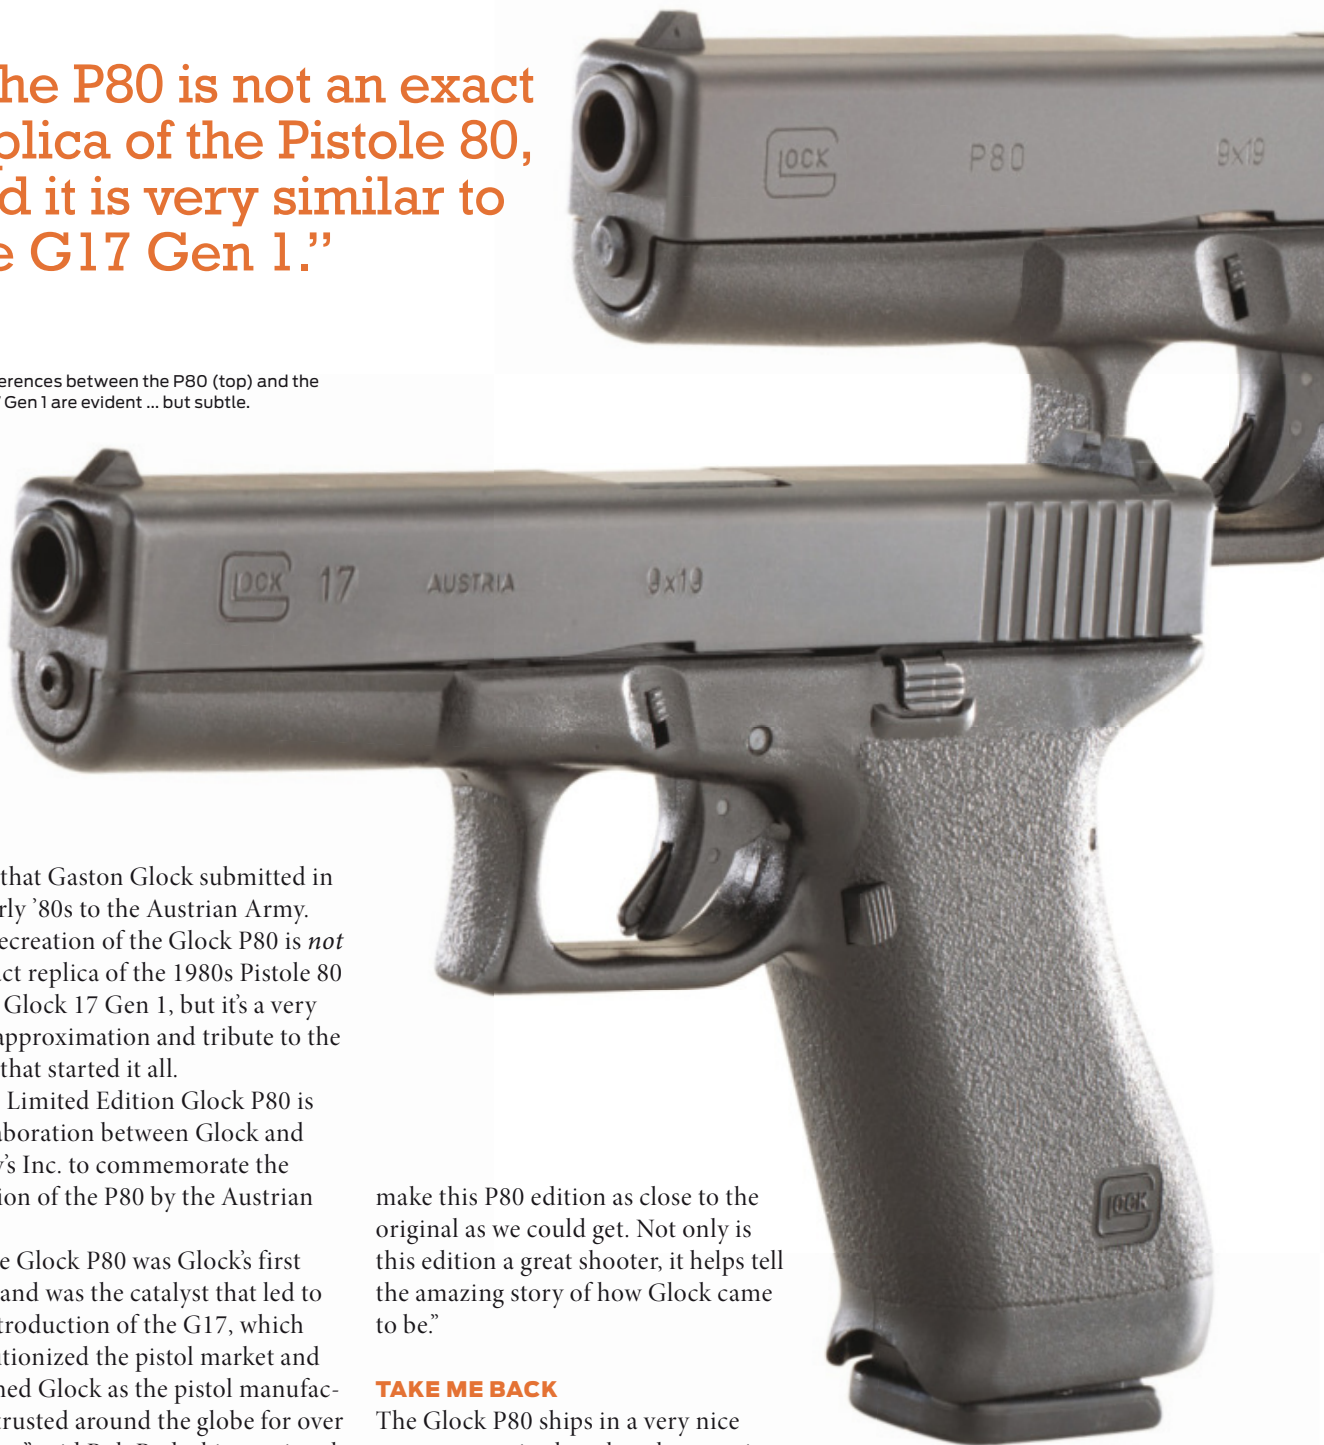 he P80 is not an exact
plica of the Pistole 80,
d it is very similar to
e G17 Gen 1.”
GLOCK P80 9x19
erences between the P80 (top) and the
Gen 1 are evident ... but subtle.
GLOCK 17 AUSTRIA 9x19
that Gaston Glock submitted in
rly ’80s to the Austrian Army.
ecreation of the Glock P80 is not
ct replica of the 1980s Pistole 80
Glock 17 Gen 1, but it’s a very
approximation and tribute to the
that started it all.
Limited Edition Glock P80 is
aboration between Glock and
y’s Inc. to commemorate the
ion of the P80 by the Austrian
e Glock P80 was Glock’s first
and was the catalyst that led to
troduction of the G17, which
tionized the pistol market and
ned Glock as the pistol manufac-
trusted around the globe for over
make this P80 edition as close to the
original as we could get. Not only is
this edition a great shooter, it helps tell
the amazing story of how Glock came
to be.”
TAKE ME BACK
The Glock P80 ships in a very nice
GLOCK